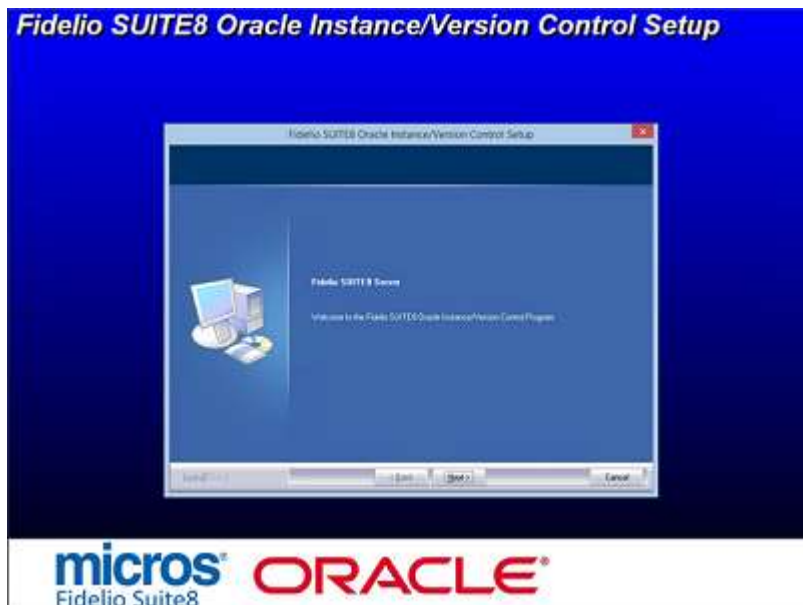 Fidelio SUITE8 Oracle Instance/Version Control Setup
Fidelio SUITE8 Oracle Instance/Version Control Setup
Fidelio SUITE8 Server
Welcome to the Fidelio SUITE8 Oracle Instance/Version Control Program
< Back Next > Cancel
micros® ORACLE®
Fidelio Suite8